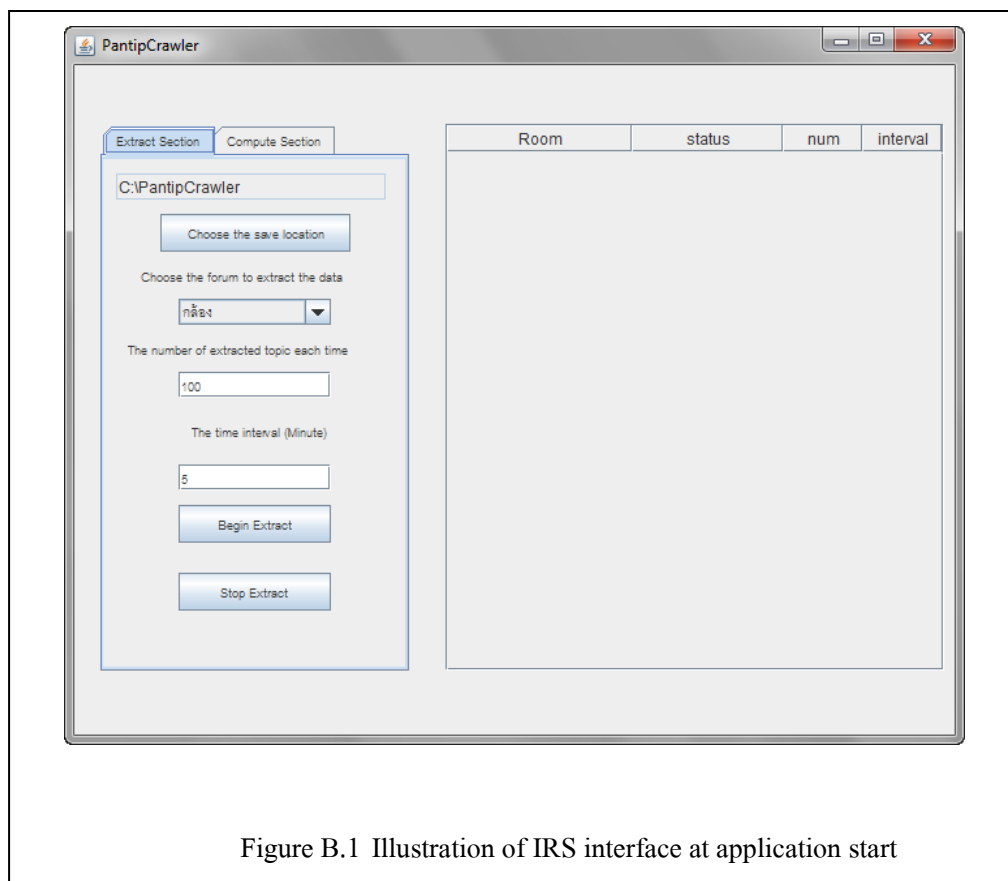 PantipCrawler
Extract Section
Compute Section
C:\PantipCrawler
Choose the save location
Choose the forum to extract the data
กล้อง
The number of extracted topic each time
100
The time interval (Minute)
5
Begin Extract
Stop Extract
Room status num interval
Figure B.1 Illustration of IRS interface at application start